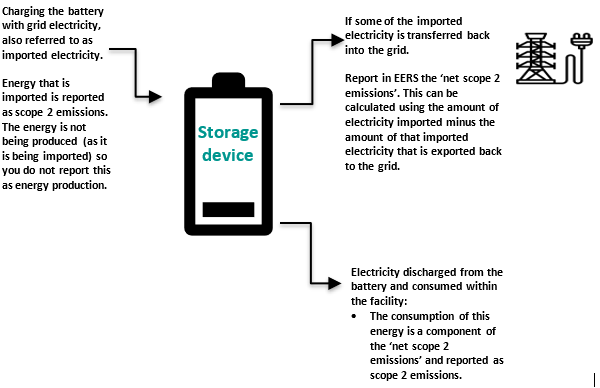 Charging the battery
with grid electricity,
also referred to as
imported electricity.
Energy that is
imported is reported
as scope 2 emissions.
The energy is not
being produced (as it
is being imported) so
you do not report this
as energy production.
Storage
device
If some of the imported
electricity is transferred back
into the grid.
Report in EERS the ‘net scope 2
emissions’. This can be
calculated using the amount of
electricity imported minus the
amount of that imported
electricity that is exported back
to the grid.
Electricity discharged from the
battery and consumed within
the facility:
• The consumption of this
energy is a component of
the ‘net scope 2
emissions’ and reported as
scope 2 emissions.